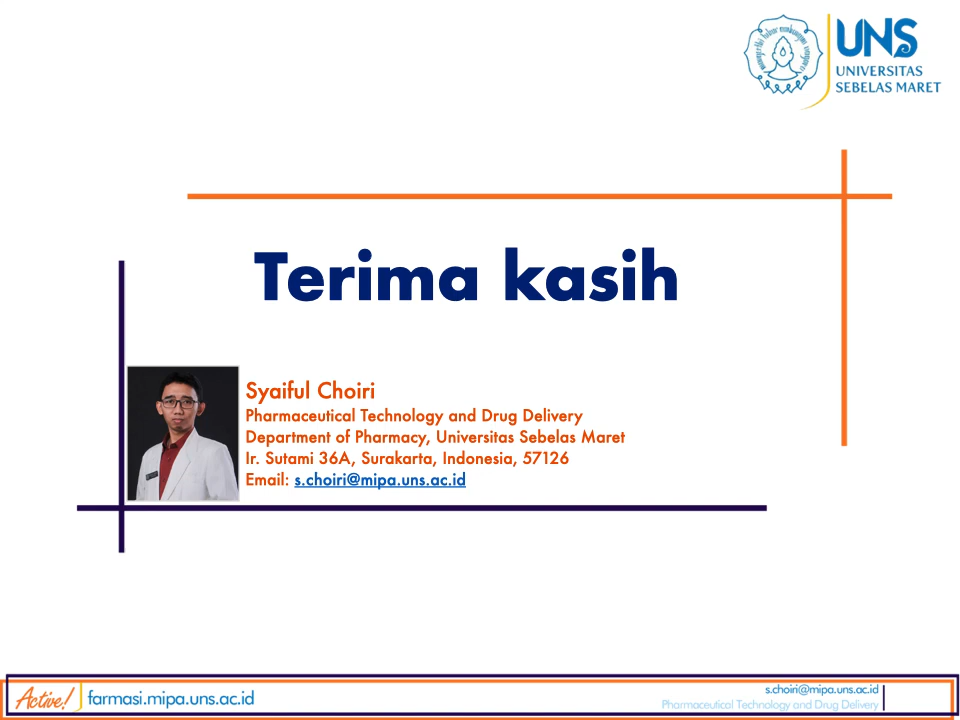 UNS
UNIVERSITAS
SEBELAS MARET
Terima kasih
Syaiful Choiri
Pharmaceutical Technology and Drug Delivery
Department of Pharmacy, Universitas Sebelas Maret
Ir. Sutami 36A, Surakarta, Indonesia, 57126
Email: s.choiri@mipa.uns.ac.id
Active!
farmasi.mipa.uns.ac.id
s.choiri@mipa.uns.ac.id
Pharmaceutical Technology and Drug Delivery